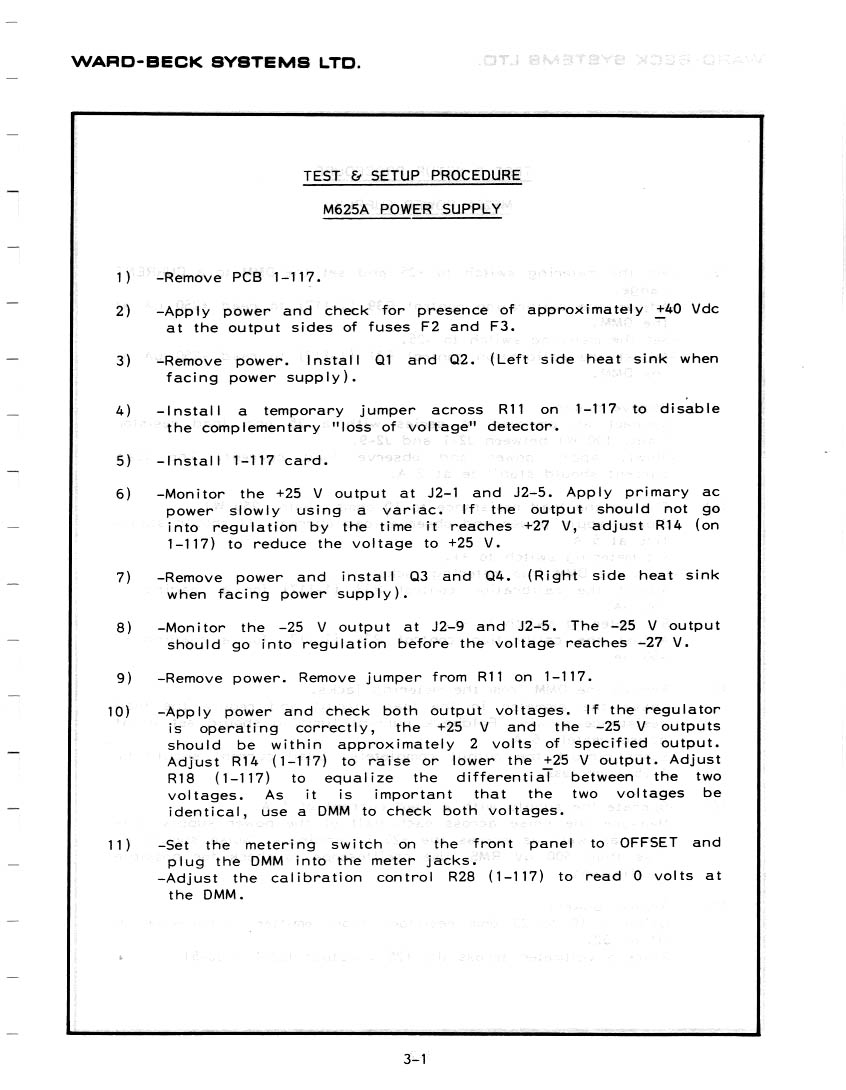 WARD-BECK SYSTEMS LTD.
TEST & SETUP PROCEDURE
M625A POWER SUPPLY
1) -Remove PCB 1-117.
2) -Apply power and check for presence of approximately ±40 Vdc
at the output sides of fuses F2 and F3.
3) -Remove power. Install Q1 and Q2. (Left side heat sink when
facing power supply).
4) -Install a temporary jumper across R11 on 1-117 to disable
the complementary "loss of voltage" detector.
5) -Install 1-117 card.
6) -Monitor the +25 V output at J2-1 and J2-5. Apply primary ac
power slowly using a variac. If the output should not go
into regulation by the time it reaches +27 V, adjust R14 (on
1-117) to reduce the voltage to +25 V.
7) -Remove power and install Q3 and Q4. (Right side heat sink
when facing power supply).
8) -Monitor the -25 V output at J2-9 and J2-5. The -25 V output
should go into regulation before the voltage reaches -27 V.
9) -Remove power. Remove jumper from R11 on 1-117.
10) -Apply power and check both output voltages. If the regulator
is operating correctly, the +25 V and the -25 V outputs
should be within approximately 2 volts of specified output.
Adjust R14 (1-117) to raise or lower the ±25 V output. Adjust
R18 (1-117) to equalize the differential between the two
voltages. As it is important that the two voltages be
identical, use a DMM to check both voltages.
11) -Set the metering switch on the front panel to OFFSET and
plug the DMM into the meter jacks.
-Adjust the calibration control R28 (1-117) to read 0 volts at
the DMM.
3-1